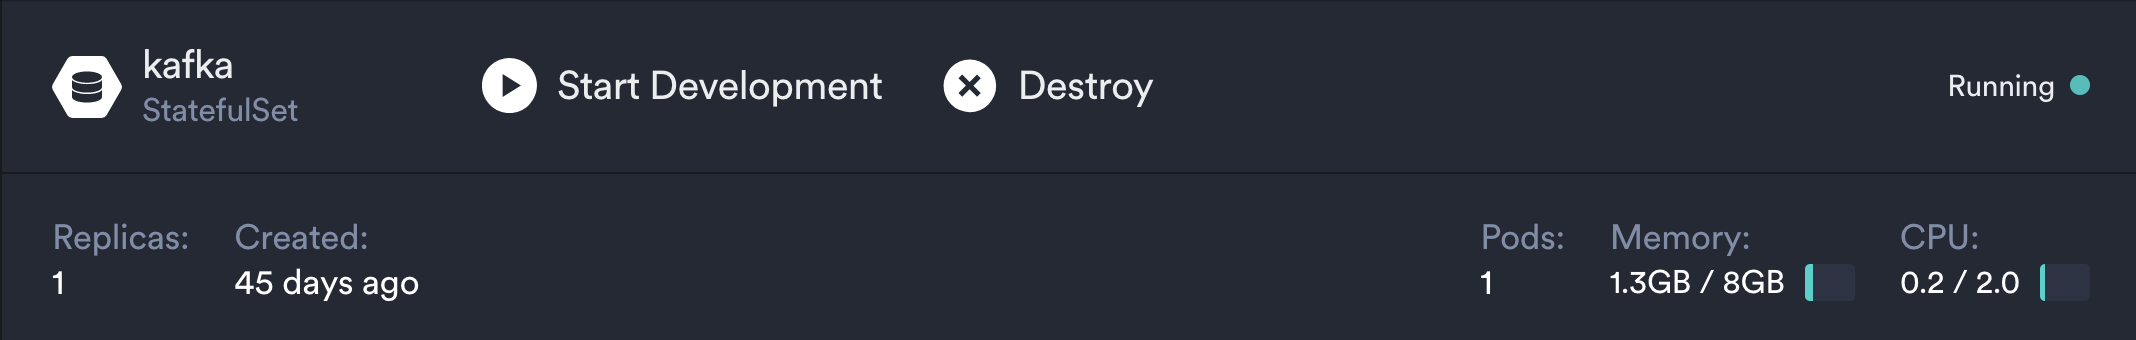 kafka
StatefulSet
Start Development
Destroy
Running
Replicas:
1
Created:
45 days ago
Pods:
1
Memory:
1.3GB / 8GB
CPU:
0.2 / 2.0